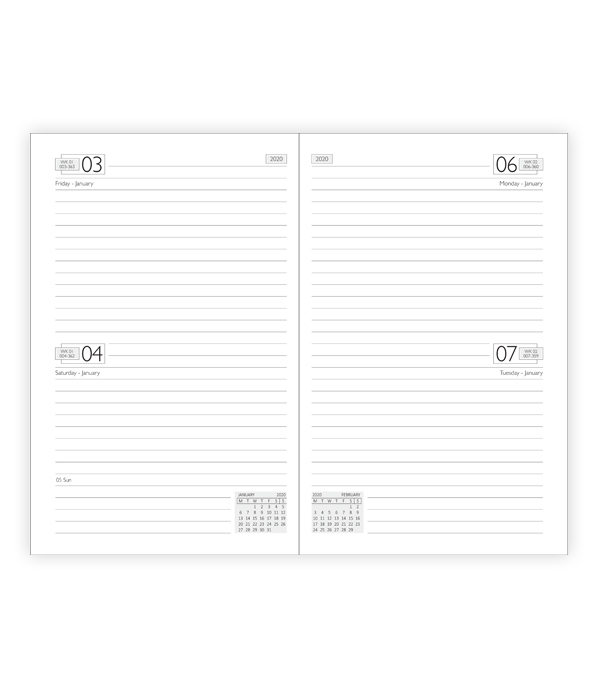 WK 01
003-363
03
2020
Friday - January
WK 01
004-362
04
Saturday - January
05 Sun
JANUARY 2020
M T W T F S S
1 2 3 4 5
6 7 8 9 10 11 12
13 14 15 16 17 18 19
20 21 22 23 24 25 26
27 28 29 30 31
2020
06
WK 02
006-360
Monday - January
07
WK 02
007-359
Tuesday - January
2020 FEBRUARY
M T W T F S S
1 2
3 4 5 6 7 8 9
10 11 12 13 14 15 16
17 18 19 20 21 22 23
24 25 26 27 28 29